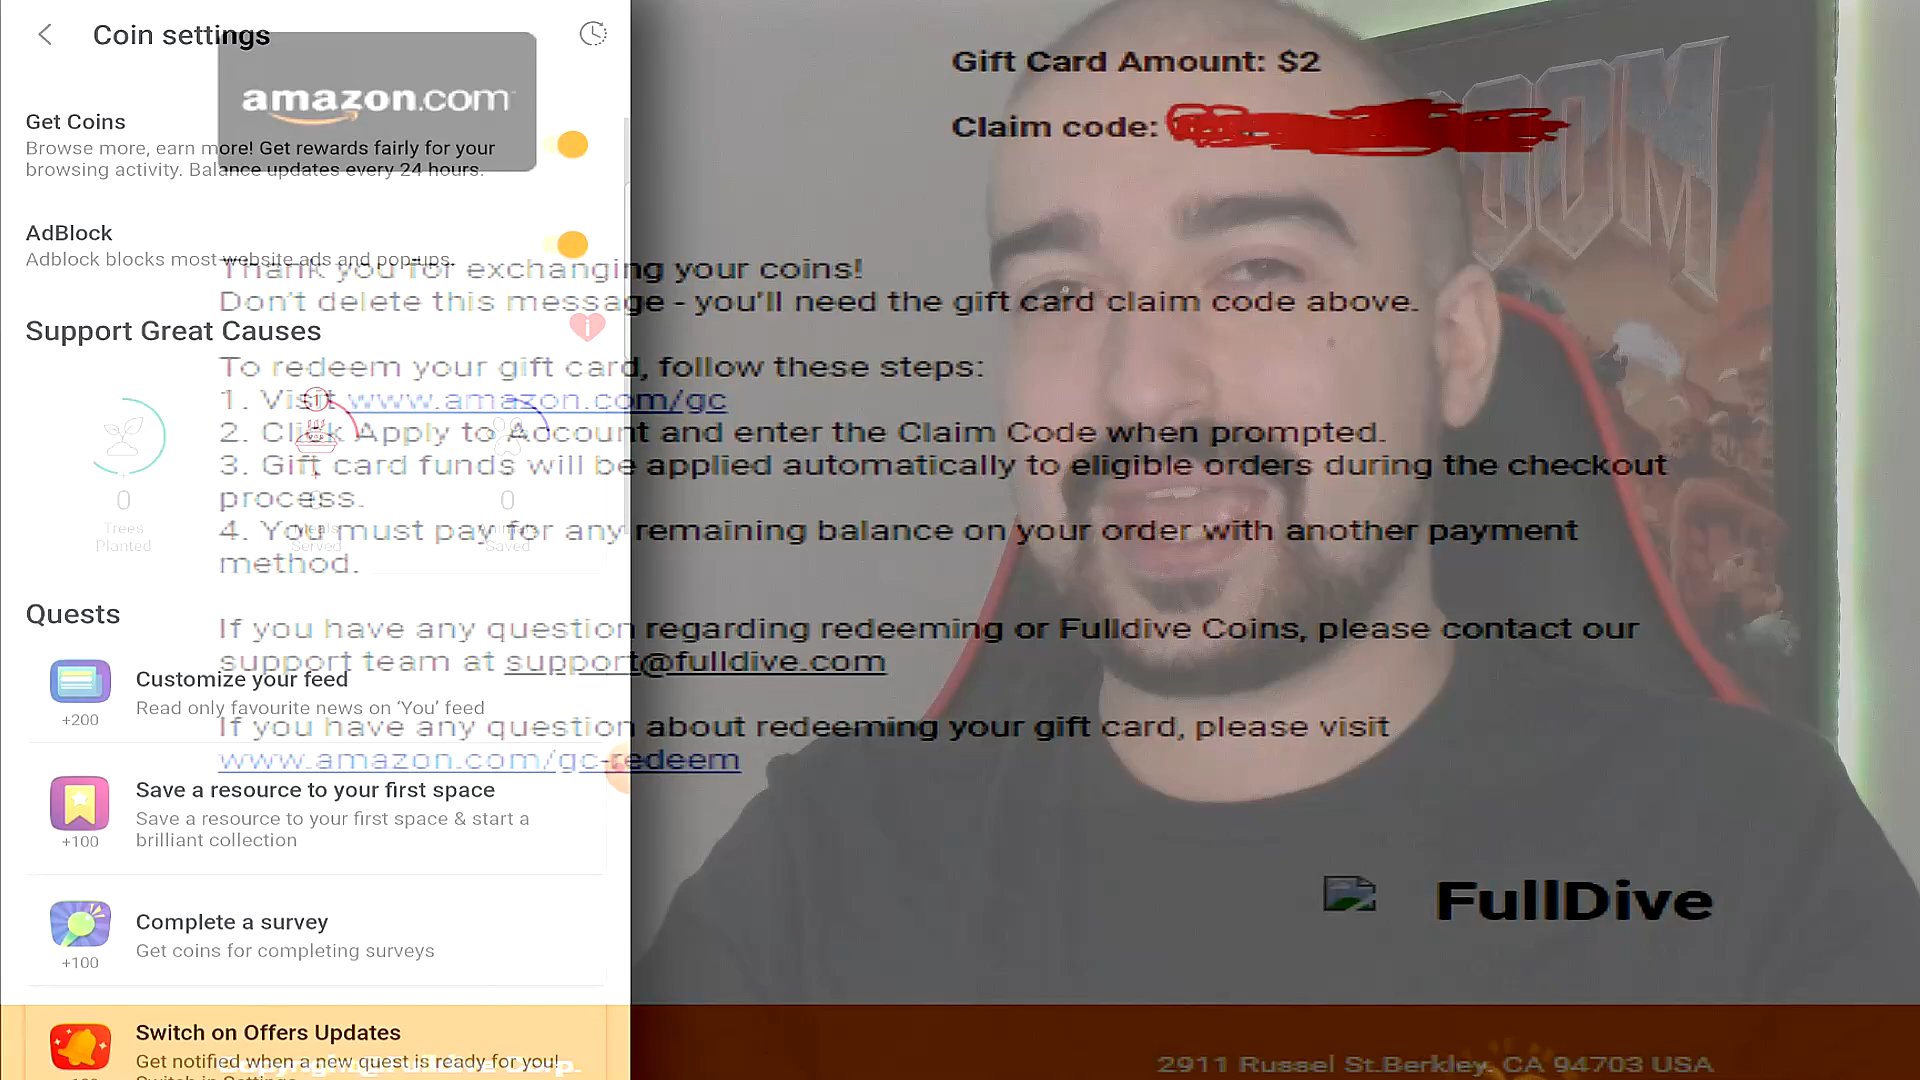 Coin settings
Get Coins
Browse more, earn more! Get rewards fairly for your
browsing activity. Balance updates every 24 hours.
AdBlock
Adblock blocks most website ads and pop-ups.
Support Great Causes
0
Trees
Planted
0
Meals
Served
0
Animals
Saved
Quests
Customize your feed
Read only favourite news on ‘You’ feed
+200
Save a resource to your first space
Save a resource to your first space & start a
brilliant collection
+100
Complete a survey
Get coins for completing surveys
+100
Switch on Offers Updates
Get notified when a new quest is ready for you!
Switch in Settings
amazon.com
Gift Card Amount: $2
Claim code:
DOOM
Thank you for exchanging your coins!
Don't delete this message - you'll need the gift card claim code above.
To redeem your gift card, follow these steps:
1. Visit www.amazon.com/gc
2. Click Apply to Account and enter the Claim Code when prompted.
3. Gift card funds will be applied automatically to eligible orders during the checkout
process.
4. You must pay for any remaining balance on your order with another payment
method.
If you have any question regarding redeeming or Fulldive Coins, please contact our
support team at support@fulldive.com
If you have any question about redeeming your gift card, please visit
www.amazon.com/gc-redeem
FullDive
Corp.
2911 Russel St.Berkley, CA 94703 USA